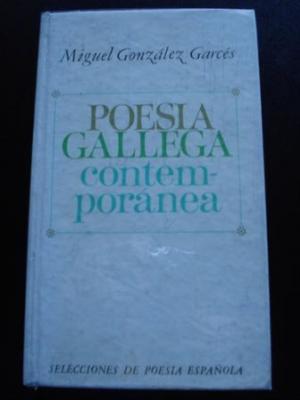 Miguel González Garcés
POESIA
GALLEGA
contem-
poránea
SELECCIONES DE POESIA ESPAÑOLA